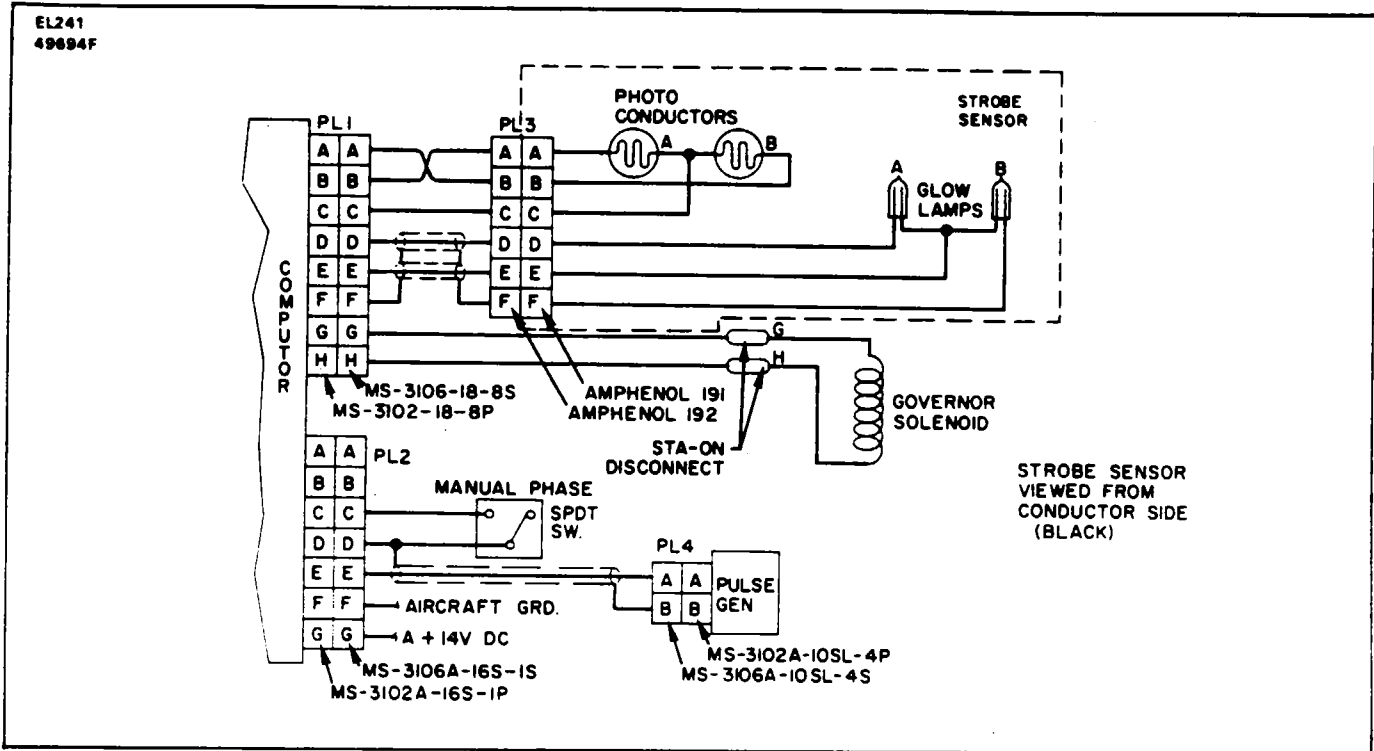 EL241
49694F
PL1
A A
B B
C C
D D
E E
F F
G G
H H
COMPUTOR
MS-3106-18-8S
MS-3102-18-8P
PL3
A A
B B
C C
D D
E E
F F
AMPHENOL 191
AMPHENOL 192
PHOTO
CONDUCTORS
A
B
STROBE
SENSOR
A
B
GLOW
LAMPS
G
H
STA-ON
DISCONNECT
GOVERNOR
SOLENOID
STROBE SENSOR
VIEWED FROM
CONDUCTOR SIDE
(BLACK)
PL2
A A
B B
C C
D D
E E
F F
G G
MANUAL PHASE
SPDT
SW.
AIRCRAFT GRD.
A + 14V DC
MS-3106A-16S-1S
MS-3102A-16S-1P
PL4
A A
B B
PULSE
GEN
MS-3102A-10SL-4P
MS-3106A-10SL-4S